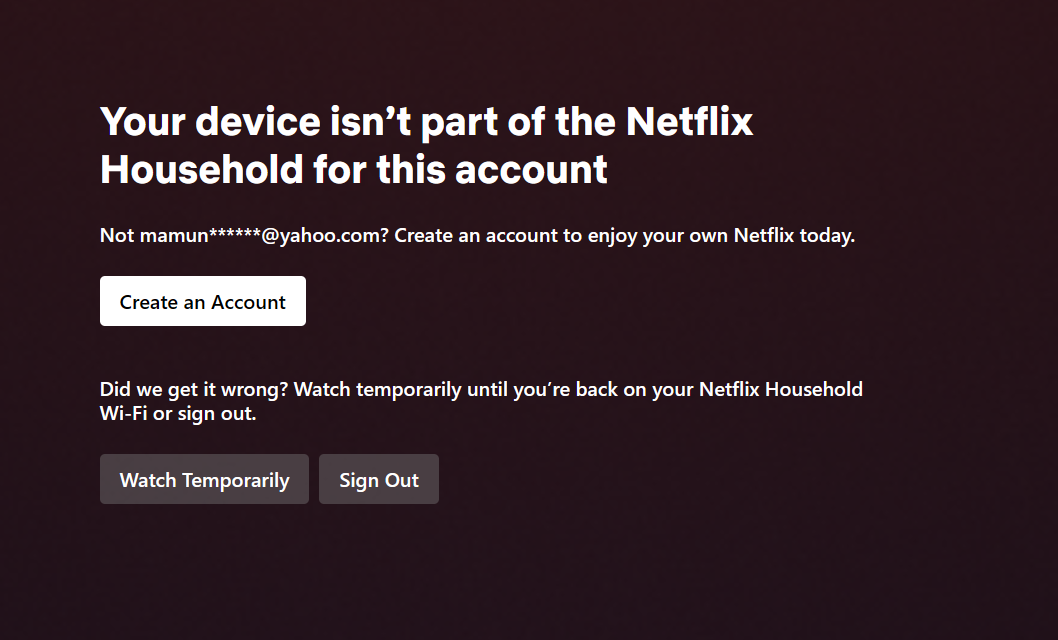 Your device isn’t part of the Netflix
Household for this account
Not mamun******@yahoo.com? Create an account to enjoy your own Netflix today.
Create an Account
Did we get it wrong? Watch temporarily until you’re back on your Netflix Household
Wi-Fi or sign out.
Watch Temporarily
Sign Out